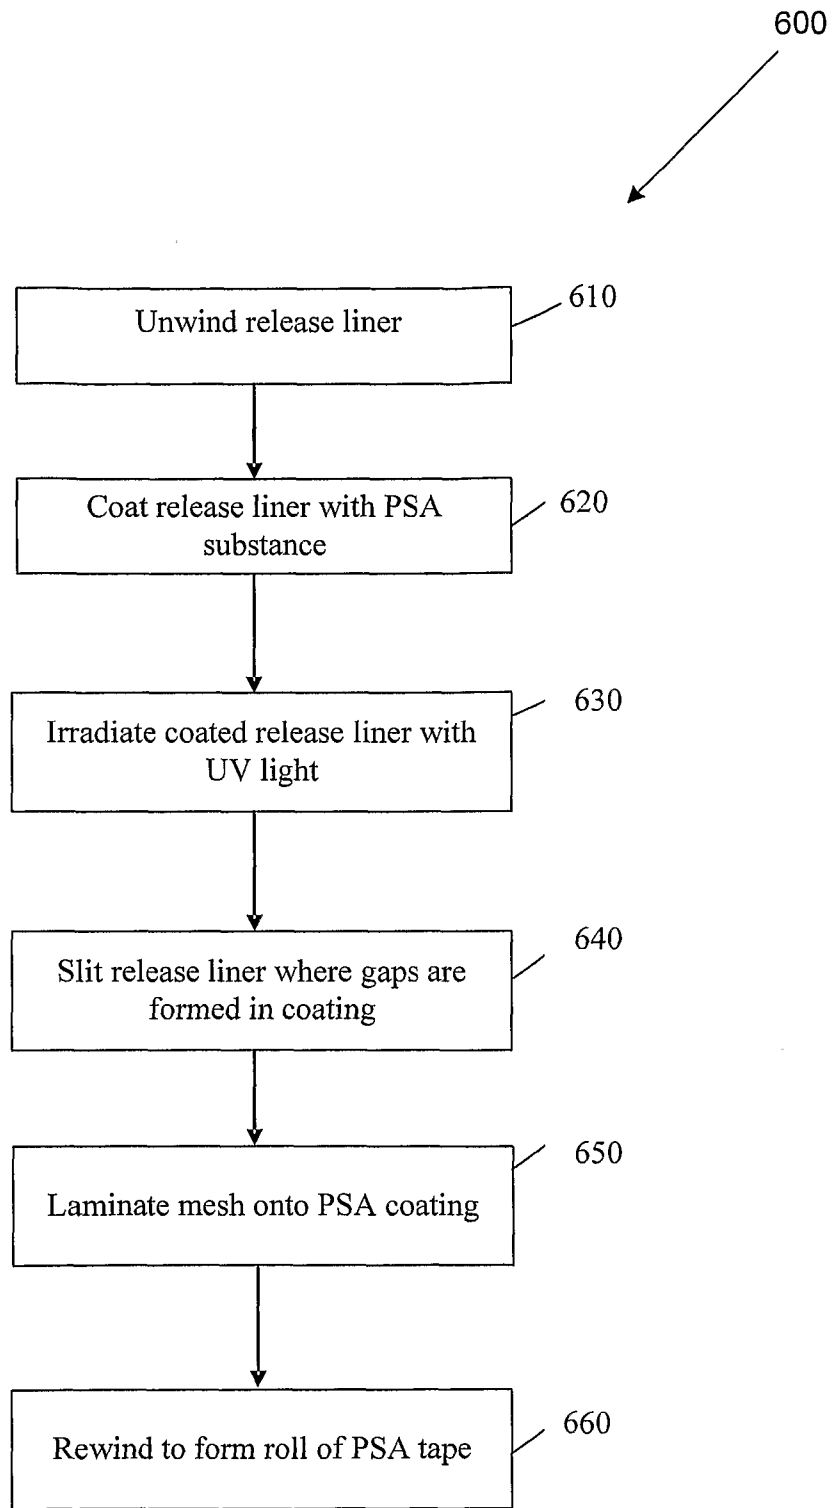 600
Unwind release liner
610
Coat release liner with PSA
substance
620
Irradiate coated release liner with
UV light
630
Slit release liner where gaps are
formed in coating
640
Laminate mesh onto PSA coating
650
Rewind to form roll of PSA tape
660